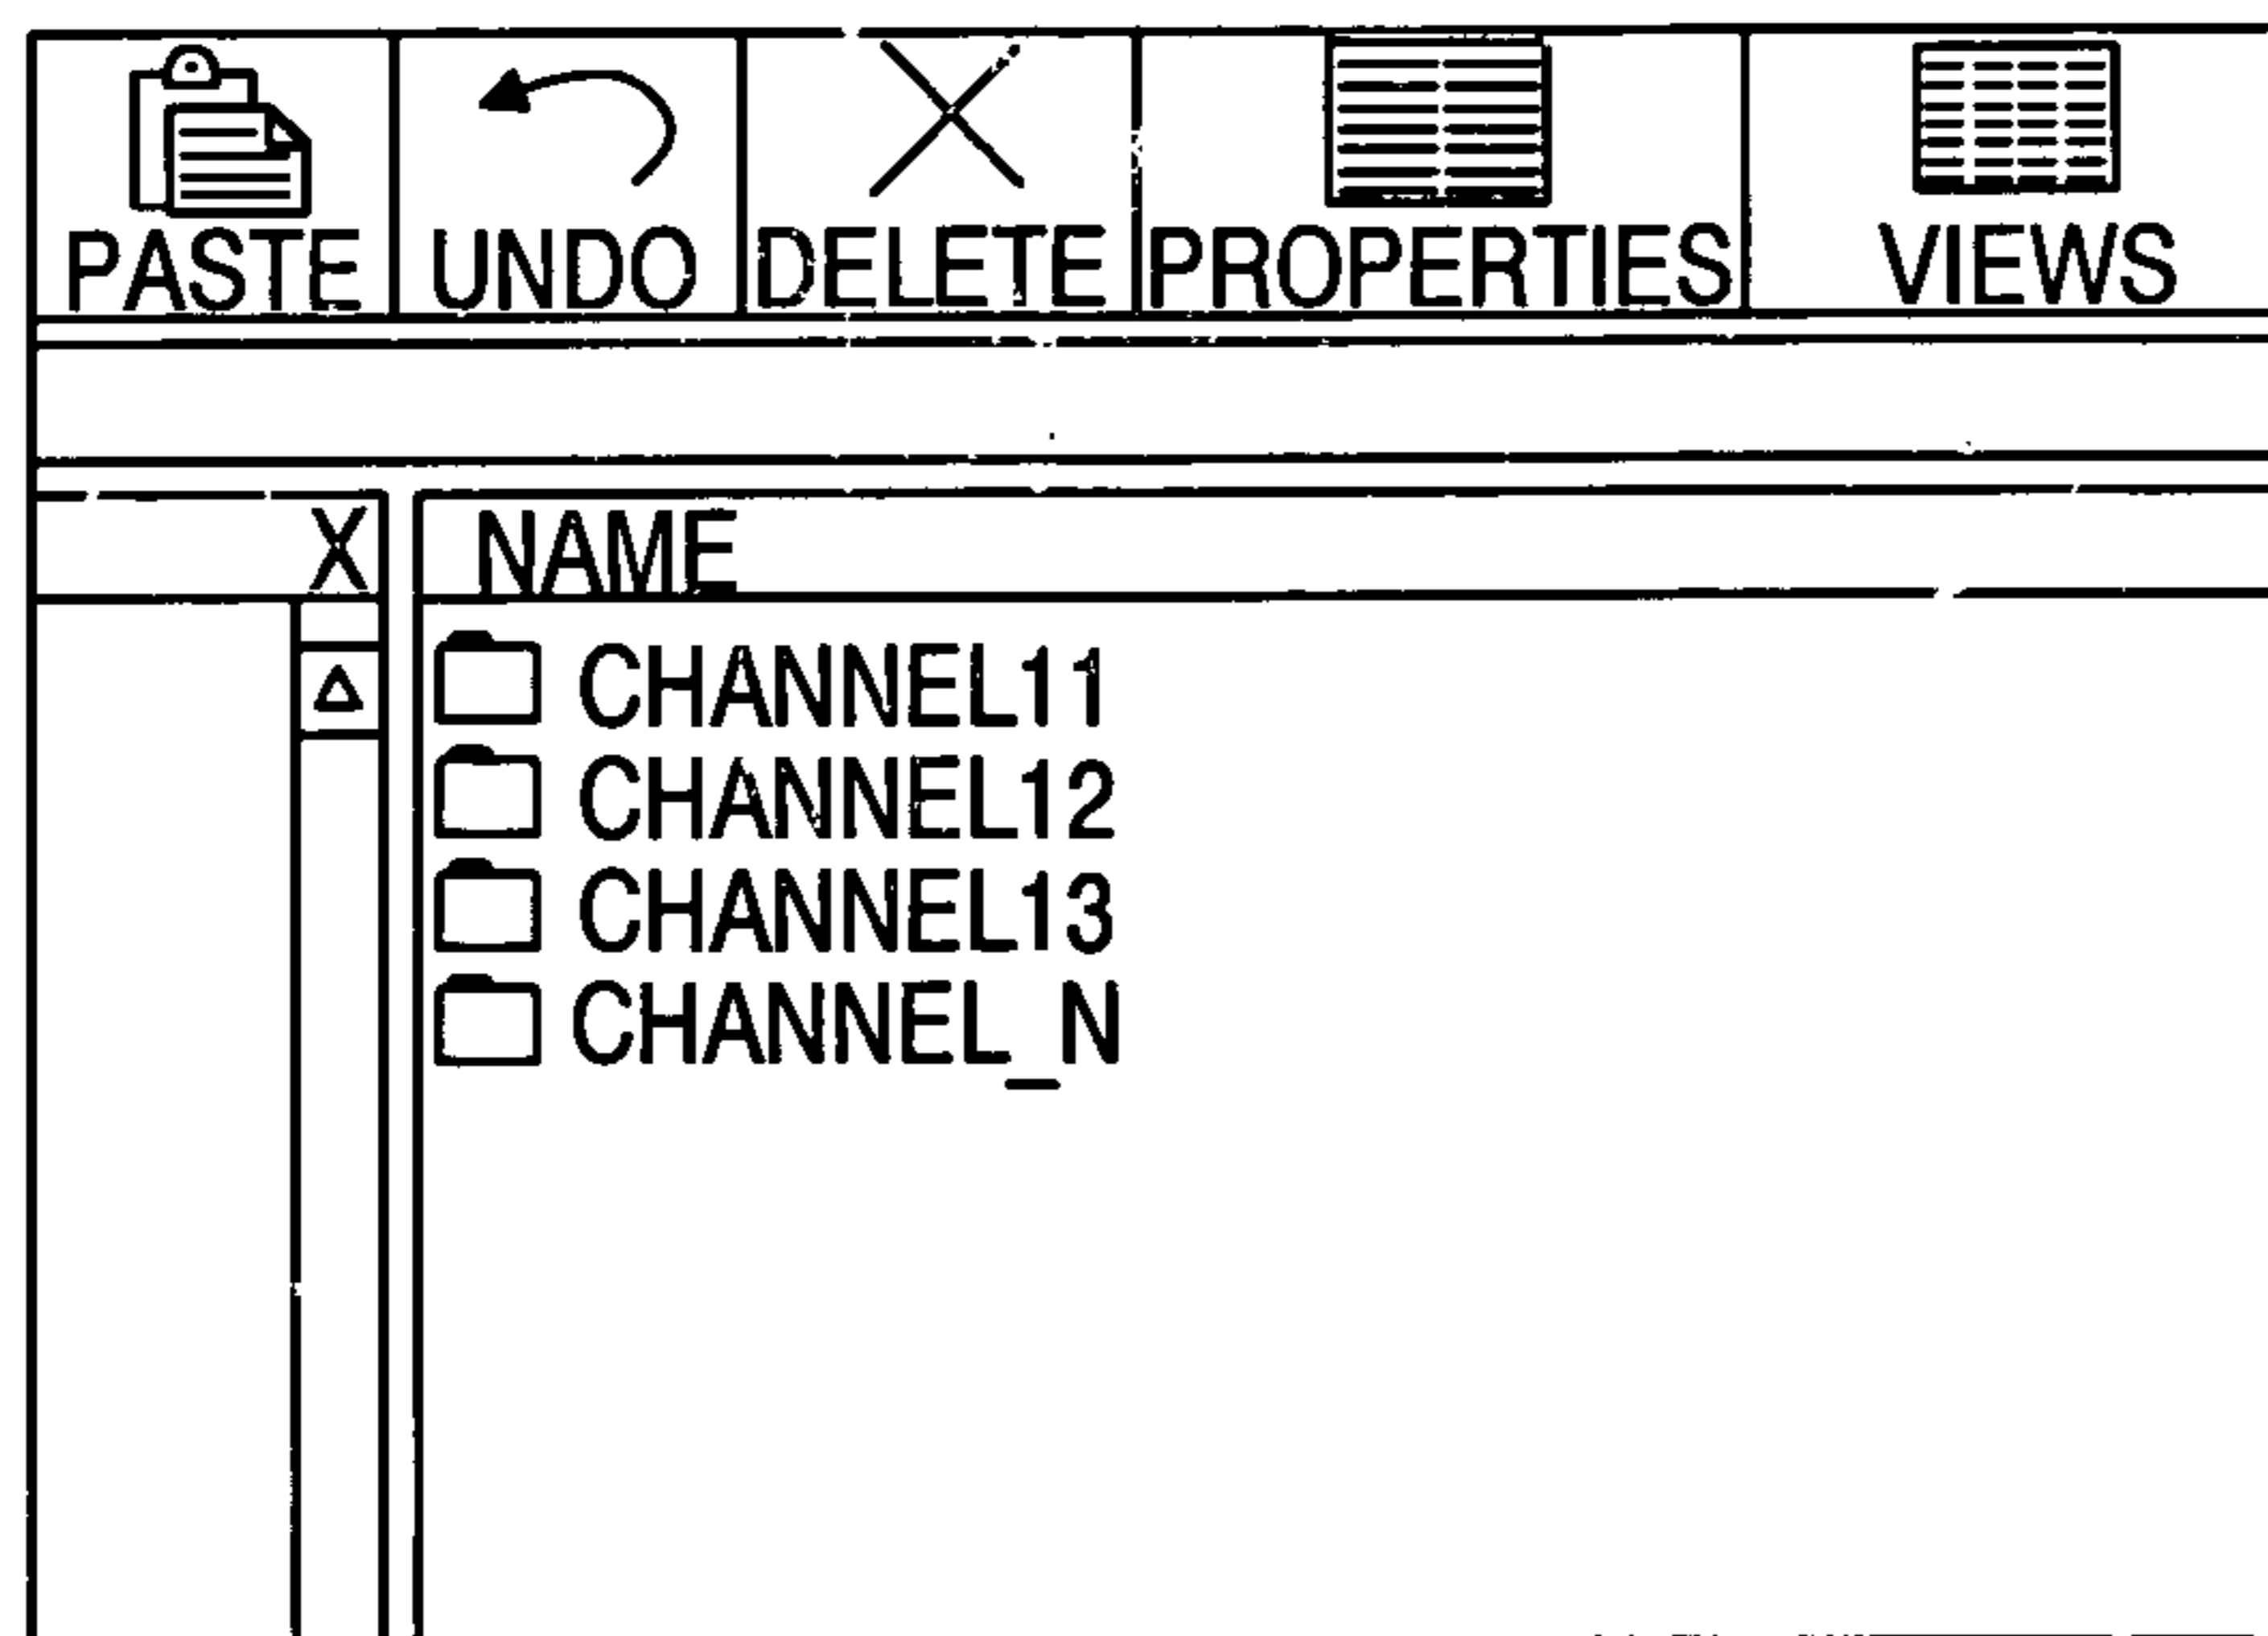 PASTE UNDO DELETE PROPERTIES VIEWS
X NAME
CHANNEL11
CHANNEL12
CHANNEL13
CHANNEL_N